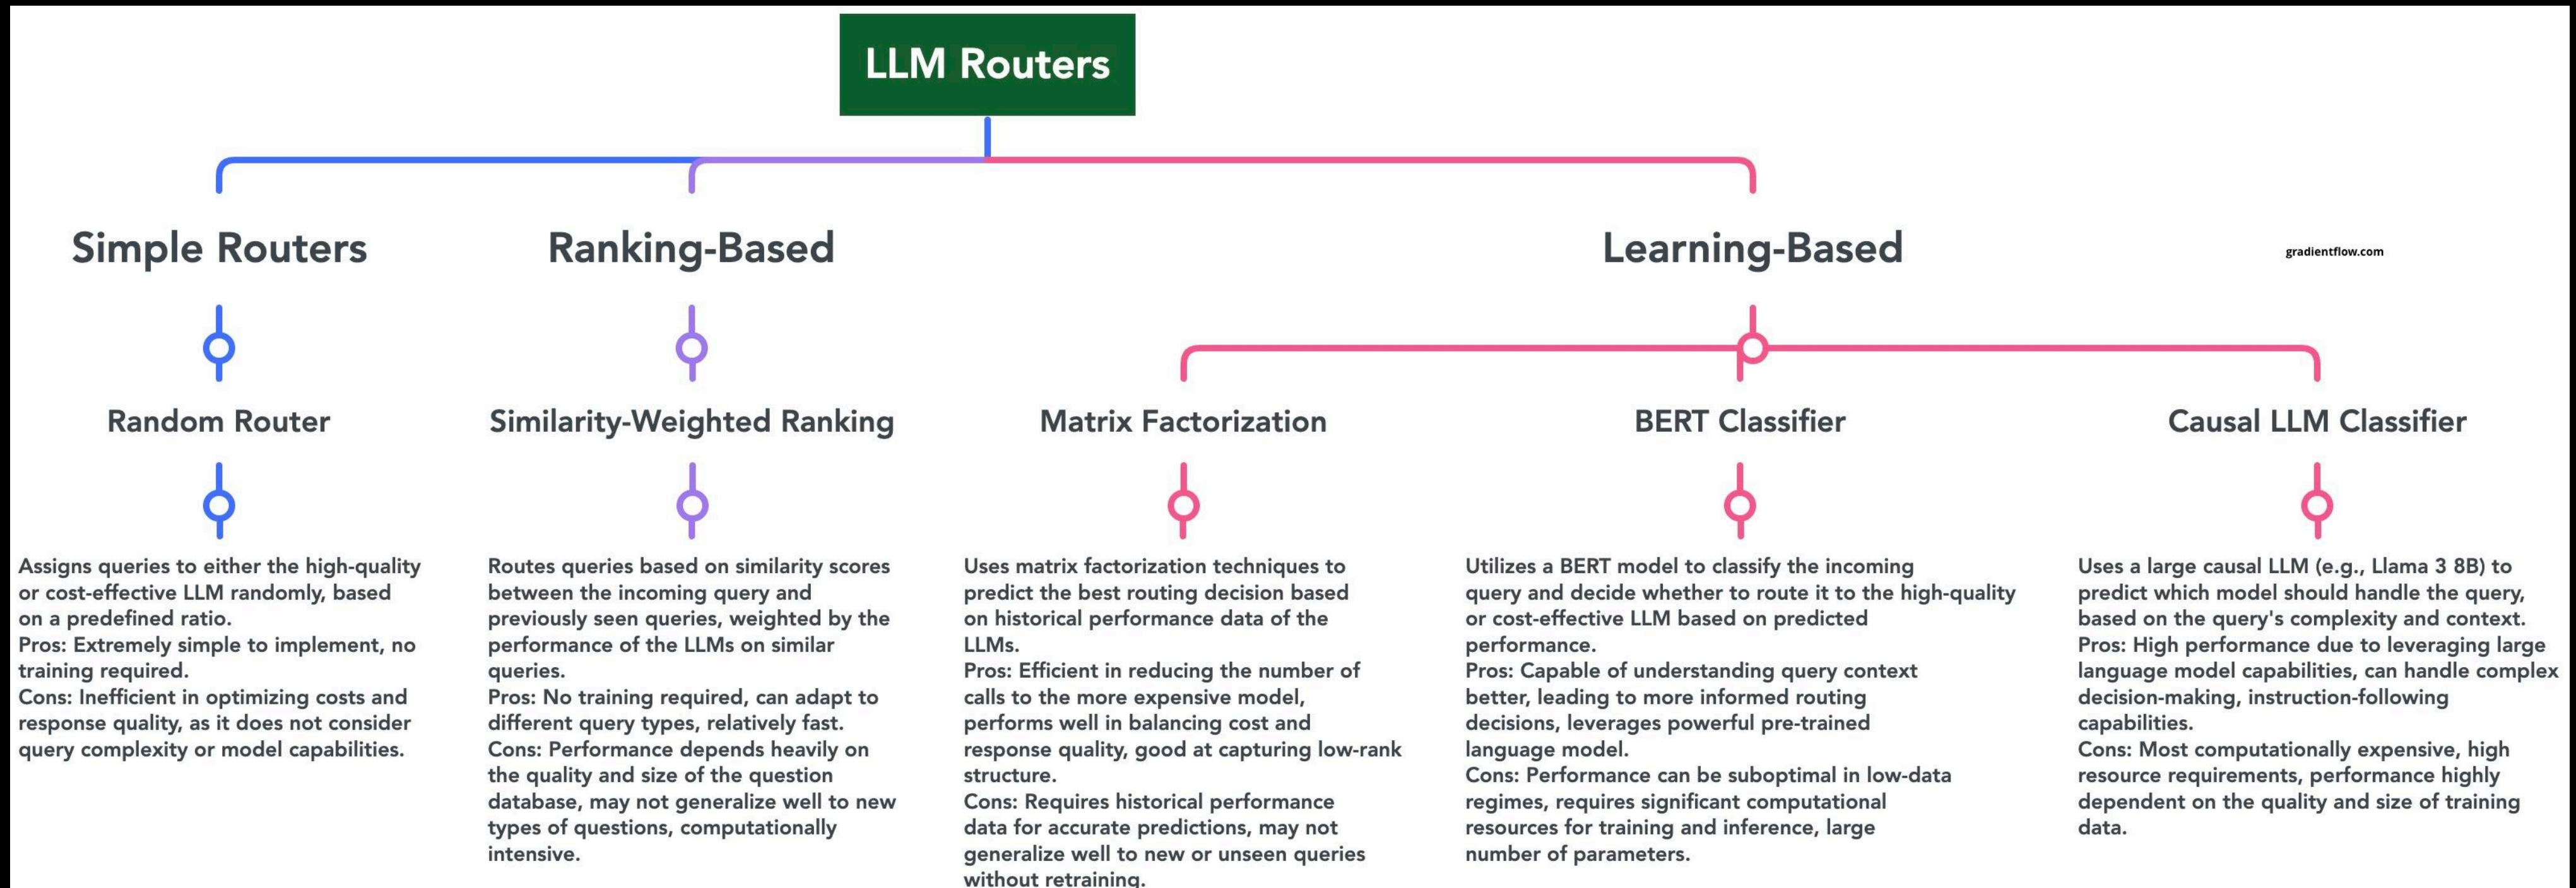 LLM Routers
Simple Routers
Ranking-Based
Learning-Based
gradientflow.com
Random Router
Similarity-Weighted Ranking
Matrix Factorization
BERT Classifier
Causal LLM Classifier
Assigns queries to either the high-quality
or cost-effective LLM randomly, based
on a predefined ratio.
Pros: Extremely simple to implement, no
training required.
Cons: Inefficient in optimizing costs and
response quality, as it does not consider
query complexity or model capabilities.
Routes queries based on similarity scores
between the incoming query and
previously seen queries, weighted by the
performance of the LLMs on similar
queries.
Pros: No training required, can adapt to
different query types, relatively fast.
Cons: Performance depends heavily on
the quality and size of the question
database, may not generalize well to new
types of questions, computationally
intensive.
Uses matrix factorization techniques to
predict the best routing decision based
on historical performance data of the
LLMs.
Pros: Efficient in reducing the number of
calls to the more expensive model,
performs well in balancing cost and
response quality, good at capturing low-rank
structure.
Cons: Requires historical performance
data for accurate predictions, may not
generalize well to new or unseen queries
without retraining.
Utilizes a BERT model to classify the incoming
query and decide whether to route it to the high-quality
or cost-effective LLM based on predicted
performance.
Pros: Capable of understanding query context
better, leading to more informed routing
decisions, leverages powerful pre-trained
language model.
Cons: Performance can be suboptimal in low-data
regimes, requires significant computational
resources for training and inference, large
number of parameters.
Uses a large causal LLM (e.g., Llama 3 8B) to
predict which model should handle the query,
based on the query's complexity and context.
Pros: High performance due to leveraging large
language model capabilities, can handle complex
decision-making, instruction-following
capabilities.
Cons: Most computationally expensive, high
resource requirements, performance highly
dependent on the quality and size of training
data.